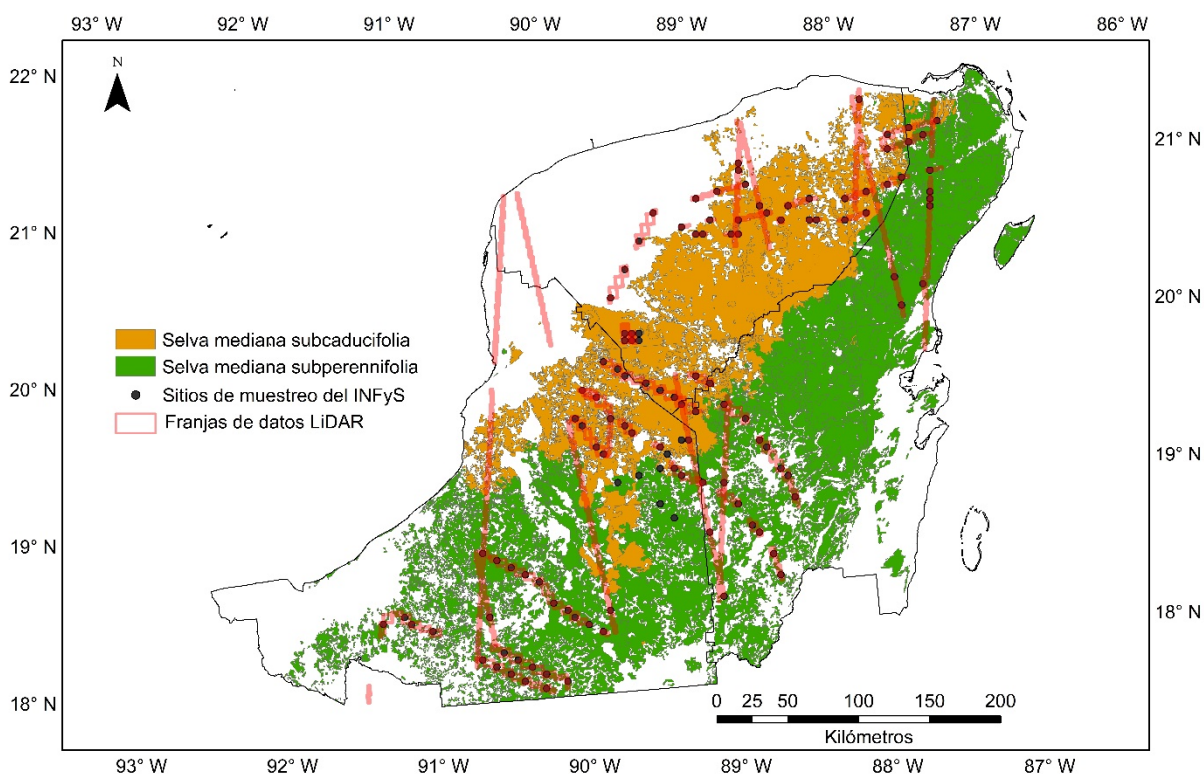 93° W 92° W 91° W 90° W 89° W 88° W 87° W 86° W
N
22° N
21° N
21° N
20° N
Selva mediana subcaducifolia
Selva mediana subperennifolia
20° N
Sitios de muestreo del INFyS
Franjas de datos LiDAR
19° N
19° N
18° N
18° N
0 25 50 100 150 200
Kilómetros
93° W 92° W 91° W 90° W 89° W 88° W 87° W